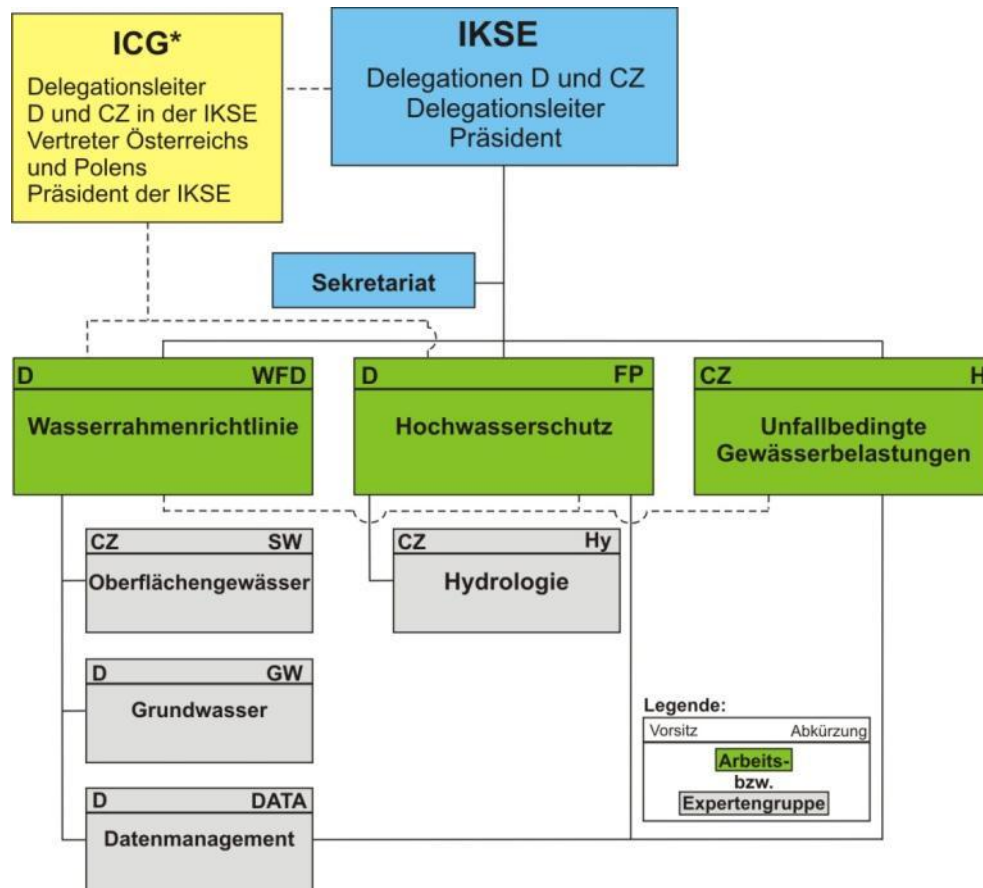 ICG*
Delegationsleiter
D und CZ in der IKSE
Vertreter Österreichs
und Polens
Präsident der IKSE
IKSE
Delegationen D und CZ
Delegationsleiter
Präsident
Sekretariat
D WFD
Wasserrahmenrichtlinie
D FP
Hochwasserschutz
CZ H
Unfallbedingte
Gewässerbelastungen
CZ SW
Oberflächengewässer
CZ Hy
Hydrologie
D GW
Grundwasser
D DATA
Datenmanagement
Legende:
Vorsitz Abkürzung
Arbeits-
bzw.
Expertengruppe